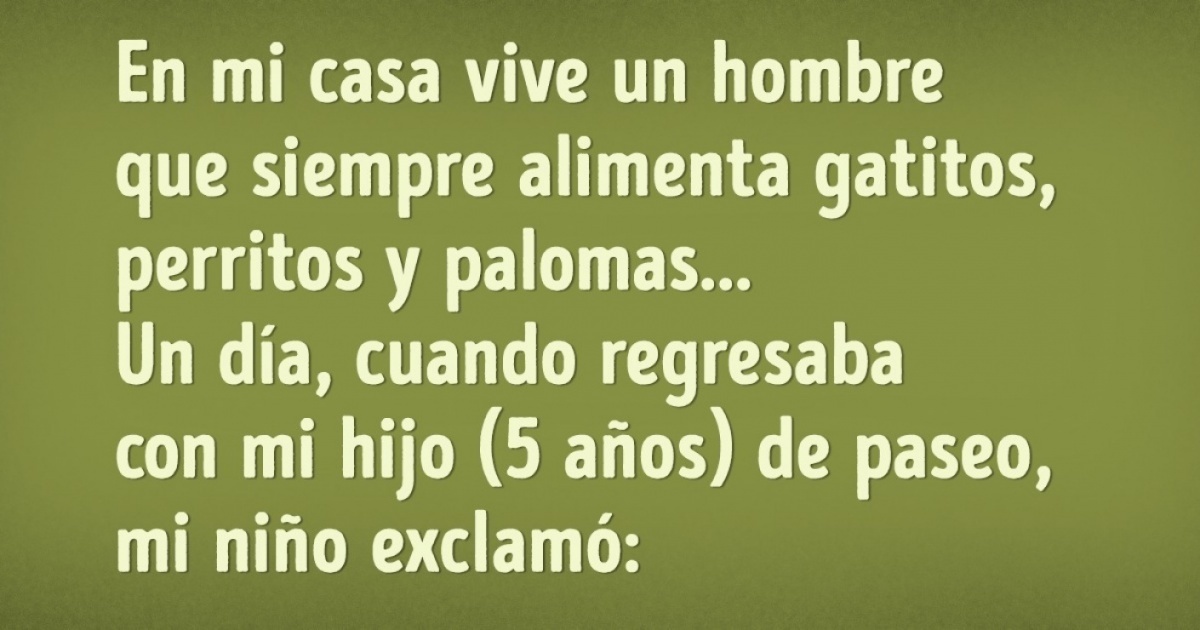 En mi casa vive un hombre
que siempre alimenta gatitos,
perritos y palomas...
Un día, cuando regresaba
con mi hijo (5 años) de paseo,
mi niño exclamó: